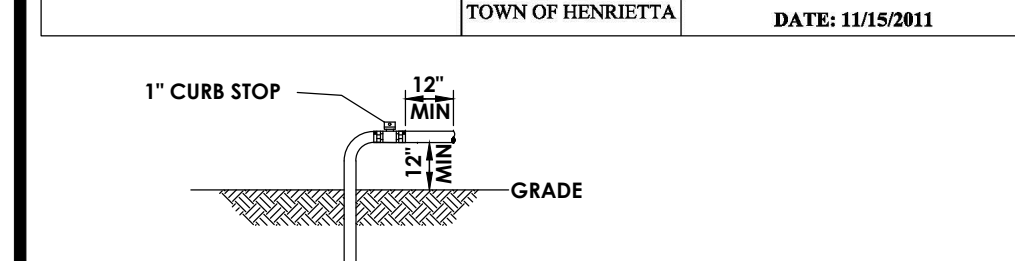 TOWN OF HENRIETTA
DATE: 11/15/2011
1" CURB STOP
12"
MIN
12"
MIN
GRADE